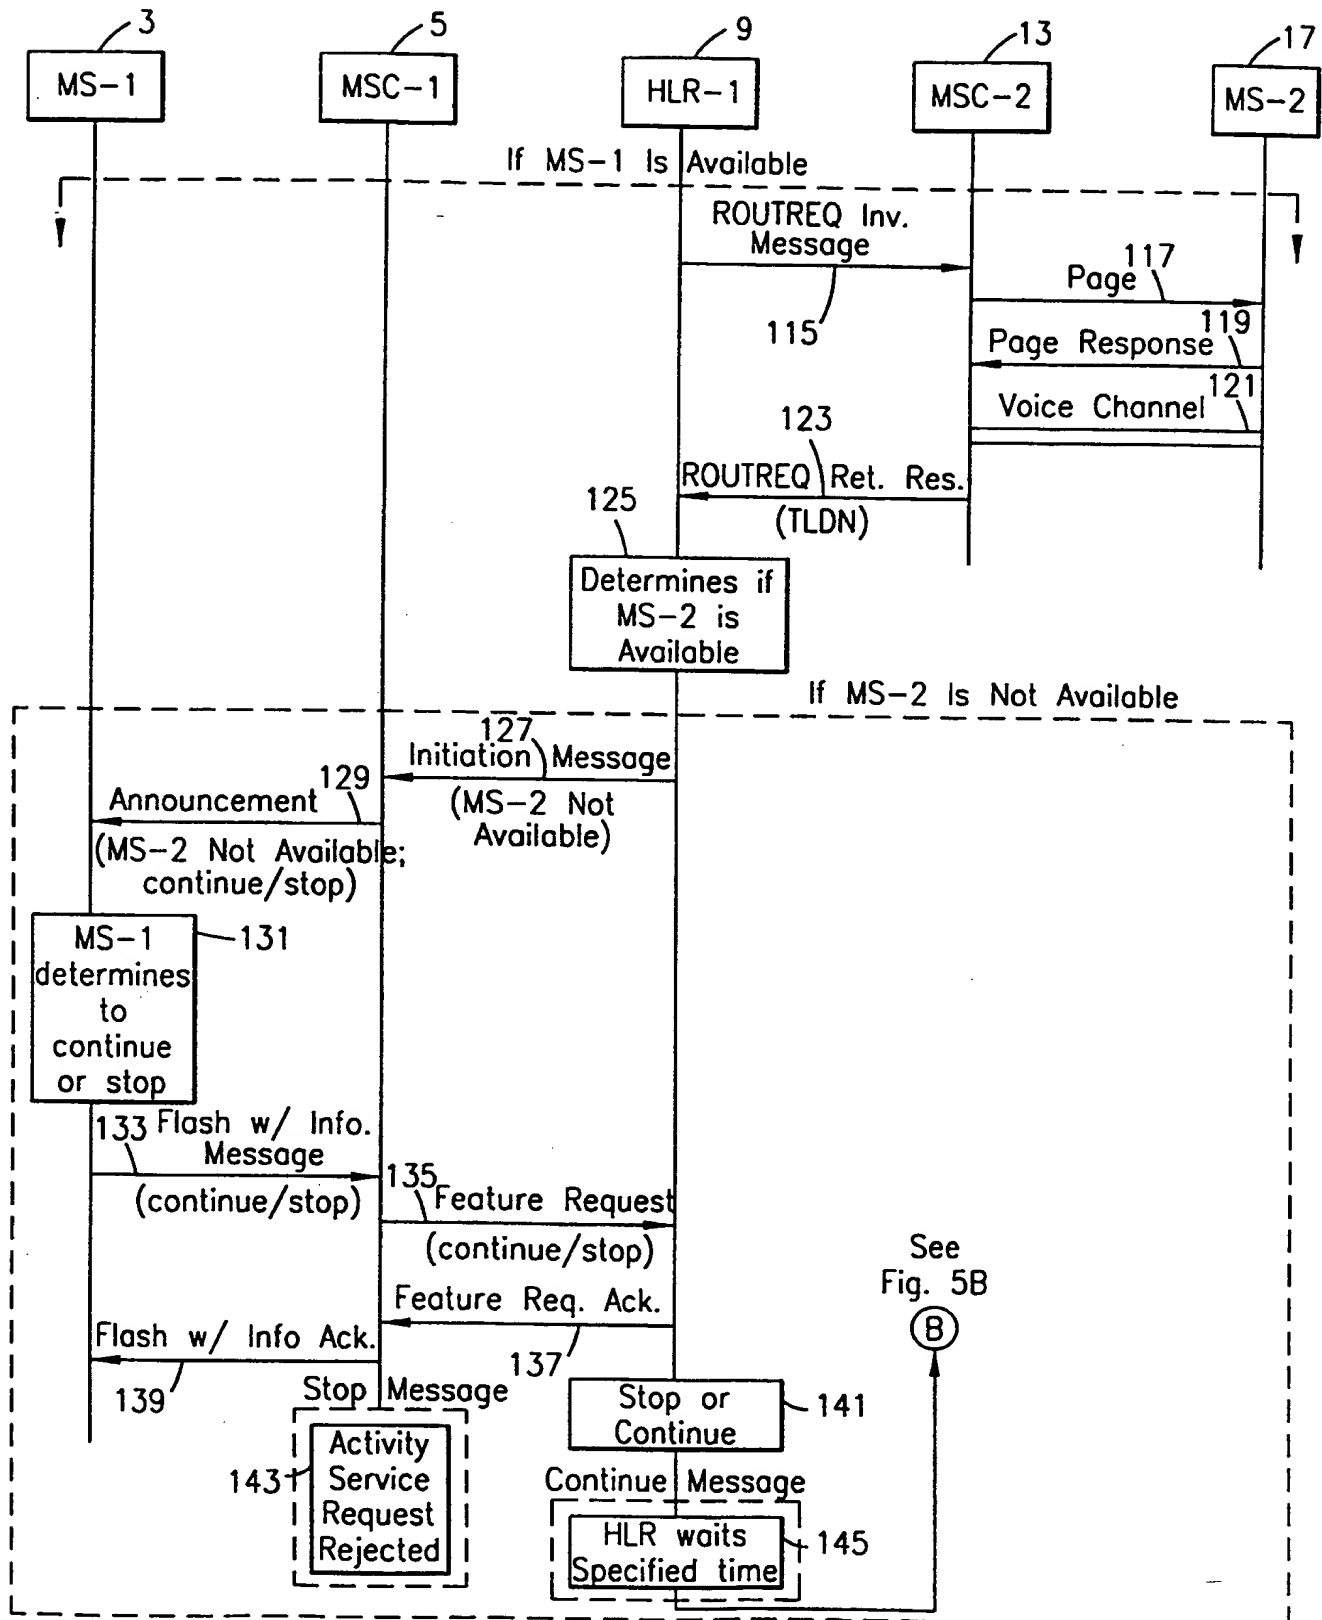 3
5
9
13
17
MS-1
MSC-1
HLR-1
MSC-2
MS-2
If MS-1 Is Available
ROUTREQ Inv.
Message
115
Page
117
Page Response
119
Voice Channel
121
123
ROUTREQ Ret. Res.
(TLDN)
125
Determines if
MS-2 is
Available
If MS-2 Is Not Available
127
Initiation Message
(MS-2 Not
Available)
129
Announcement
(MS-2 Not Available;
continue/stop)
MS-1
determines
to
continue
or stop
131
133
Flash w/ Info.
Message
(continue/stop)
135
Feature Request
(continue/stop)
Feature Req. Ack.
137
Flash w/ Info Ack.
139
See
Fig. 5B
B
Stop Message
Stop or
Continue
141
143
Activity
Service
Request
Rejected
Continue Message
HLR waits
Specified time
145